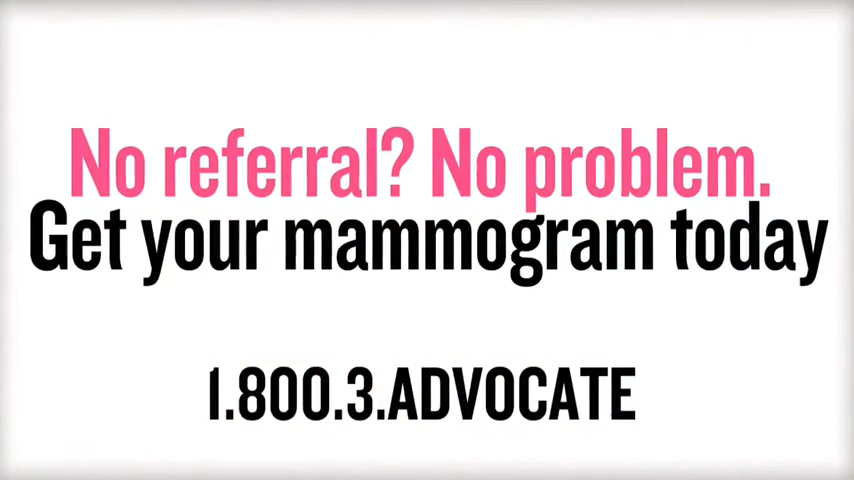 No referral? No problem.
Get your mammogram today
1.800.3.ADVOCATE